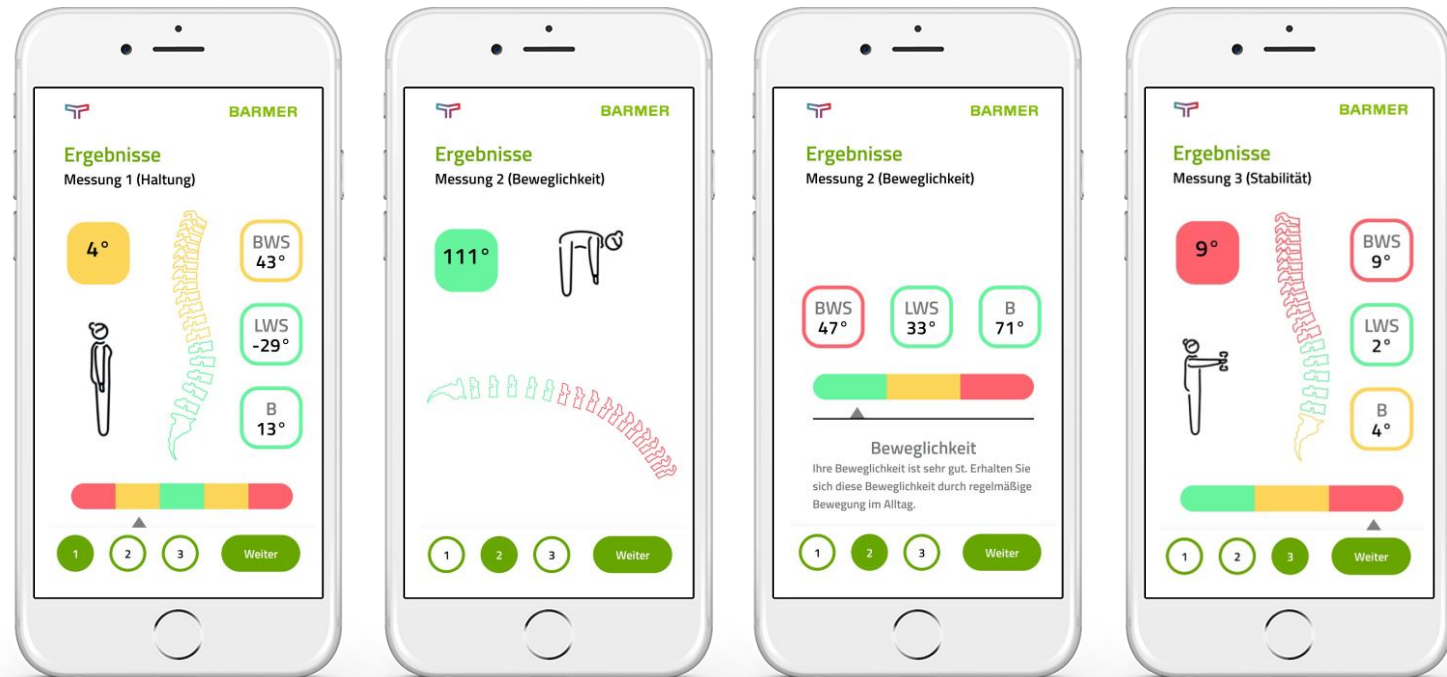 BARMER
Ergebnisse
Messung 1 (Haltung)
4°
BWS
43°
LWS
-29°
B
13°
1
2
3
Weiter
BARMER
Ergebnisse
Messung 2 (Beweglichkeit)
111°
1
2
3
Weiter
BARMER
Ergebnisse
Messung 2 (Beweglichkeit)
BWS
47°
LWS
33°
B
71°
Beweglichkeit
Ihre Beweglichkeit ist sehr gut. Erhalten Sie
sich diese Beweglichkeit durch regelmäßige
Bewegung im Alltag.
1
2
3
Weiter
BARMER
Ergebnisse
Messung 3 (Stabilität)
9°
BWS
9°
LWS
2°
B
4°
1
2
3
Weiter